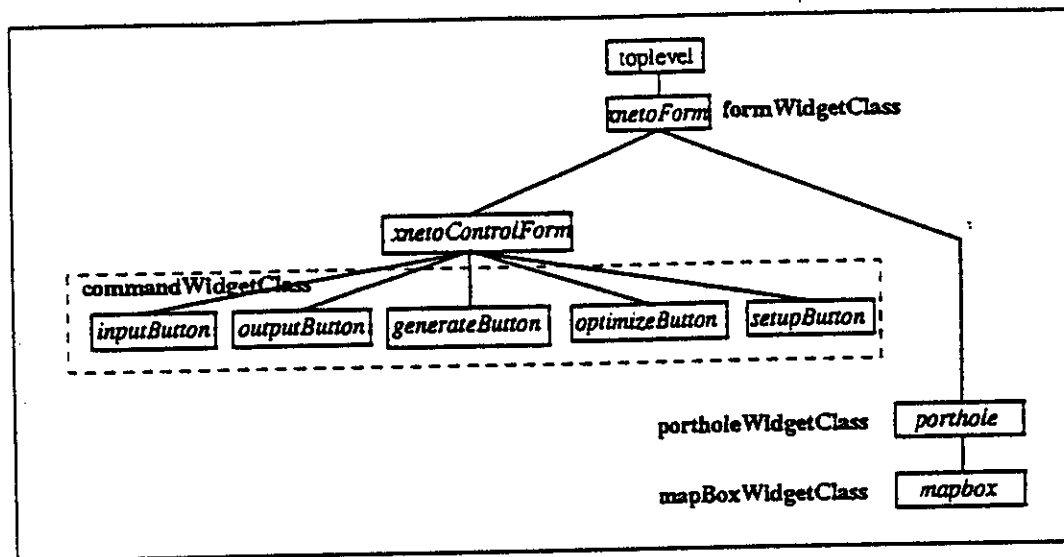 toplevel
xnetoForm formWidgetClass
xnetoControlForm
commandWidgetClass
inputButton outputButton generateButton optimizeButton setupButton
portholeWidgetClass porthole
mapBoxWidgetClass mapbox